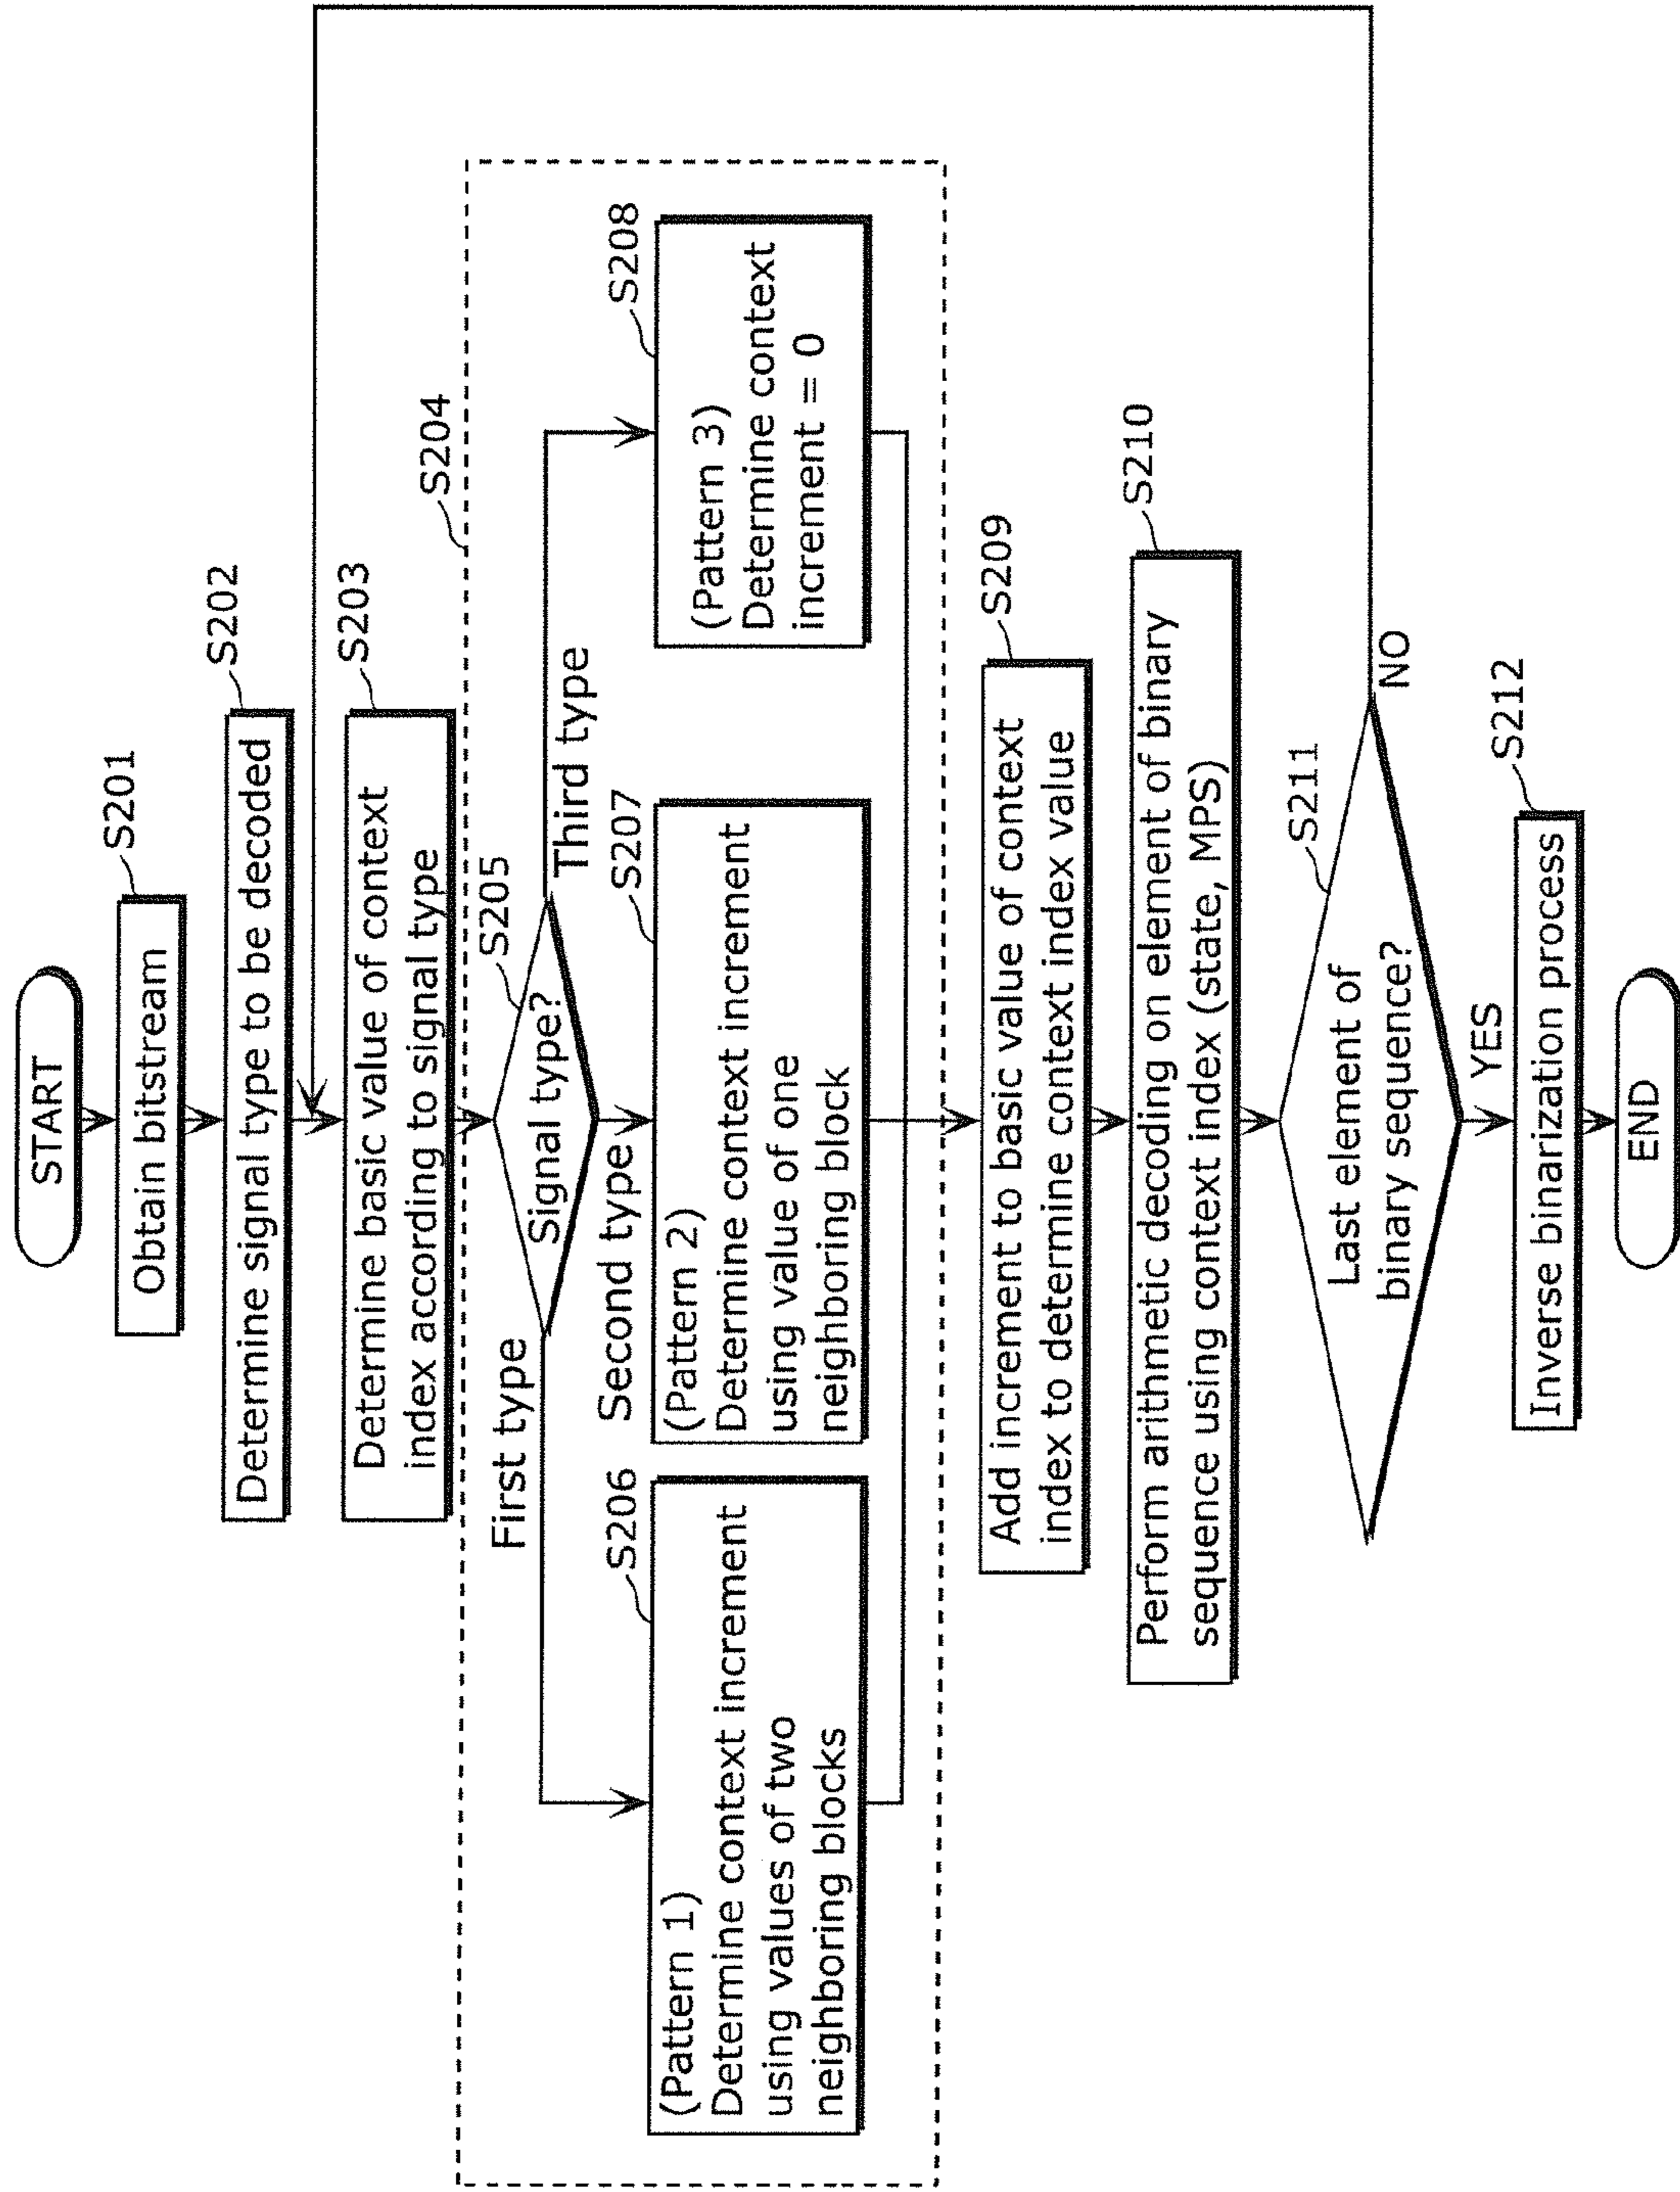 START
S201
Obtain bitstream
S202
Determine signal type to be decoded
S203
Determine basic value of context
index according to signal type
S204
S205
Signal type?
First type
Second type
Third type
S206
(Pattern 1)
Determine context increment
using values of two
neighboring blocks
S207
(Pattern 2)
Determine context increment
using value of one
neighboring block
S208
(Pattern 3)
Determine context
increment = 0
S209
Add increment to basic value of context
index to determine context index value
S210
Perform arithmetic decoding on element of binary
sequence using context index (state, MPS)
S211
Last element of
binary sequence?
NO
YES
S212
Inverse binarization process
END